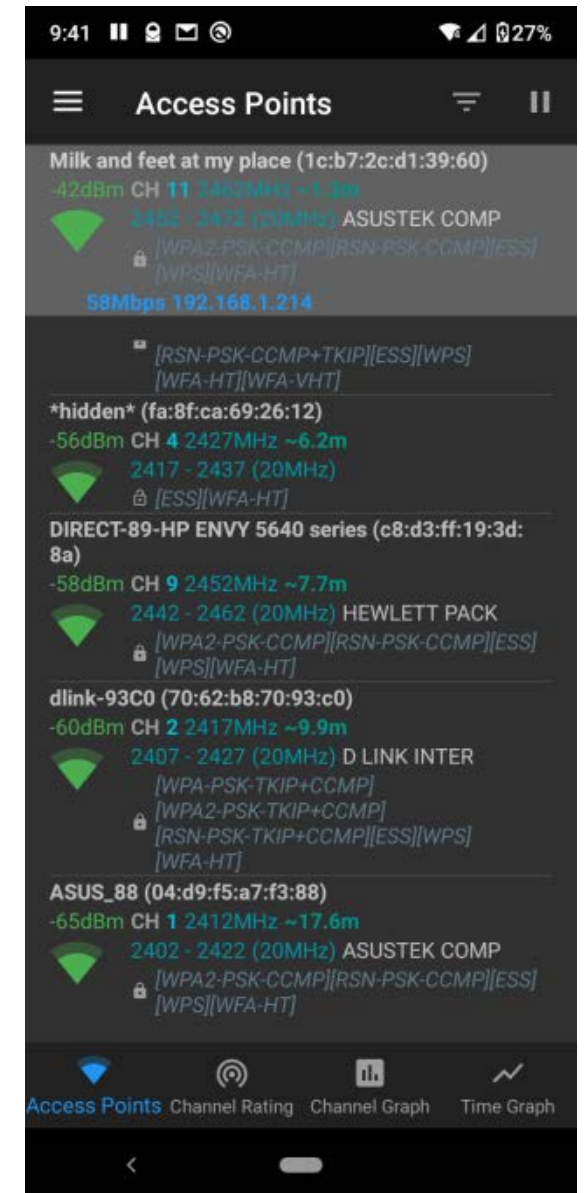 9:41 27%
Access Points
Milk and feet at my place (1c:b7:2c:d1:39:60)
-42dBm CH 11 2462MHz ~1.2m
2452 - 2472 (20MHz) ASUSTEK COMP
[WPA2-PSK-CCMP][RSN-PSK-CCMP][ESS]
[WPS][WFA-HT]
58Mbps 192.168.1.214
[RSN-PSK-CCMP+TKIP][ESS][WPS]
[WFA-HT][WFA-VHT]
*hidden* (fa:8f:ca:69:26:12)
-56dBm CH 4 2427MHz ~6.2m
2417 - 2437 (20MHz)
[ESS][WFA-HT]
DIRECT-89-HP ENVY 5640 series (c8:d3:ff:19:3d:
8a)
-58dBm CH 9 2452MHz ~7.7m
2442 - 2462 (20MHz) HEWLETT PACK
[WPA2-PSK-CCMP][RSN-PSK-CCMP][ESS]
[WPS][WFA-HT]
dlink-93C0 (70:62:b8:70:93:c0)
-60dBm CH 2 2417MHz ~9.9m
2407 - 2427 (20MHz) D LINK INTER
[WPA-PSK-TKIP+CCMP]
[WPA2-PSK-TKIP+CCMP]
[RSN-PSK-TKIP+CCMP][ESS][WPS]
[WFA-HT]
ASUS_88 (04:d9:f5:a7:f3:88)
-65dBm CH 1 2412MHz ~17.6m
2402 - 2422 (20MHz) ASUSTEK COMP
[WPA2-PSK-CCMP][RSN-PSK-CCMP][ESS]
[WPS][WFA-HT]
Access Points Channel Rating Channel Graph Time Graph